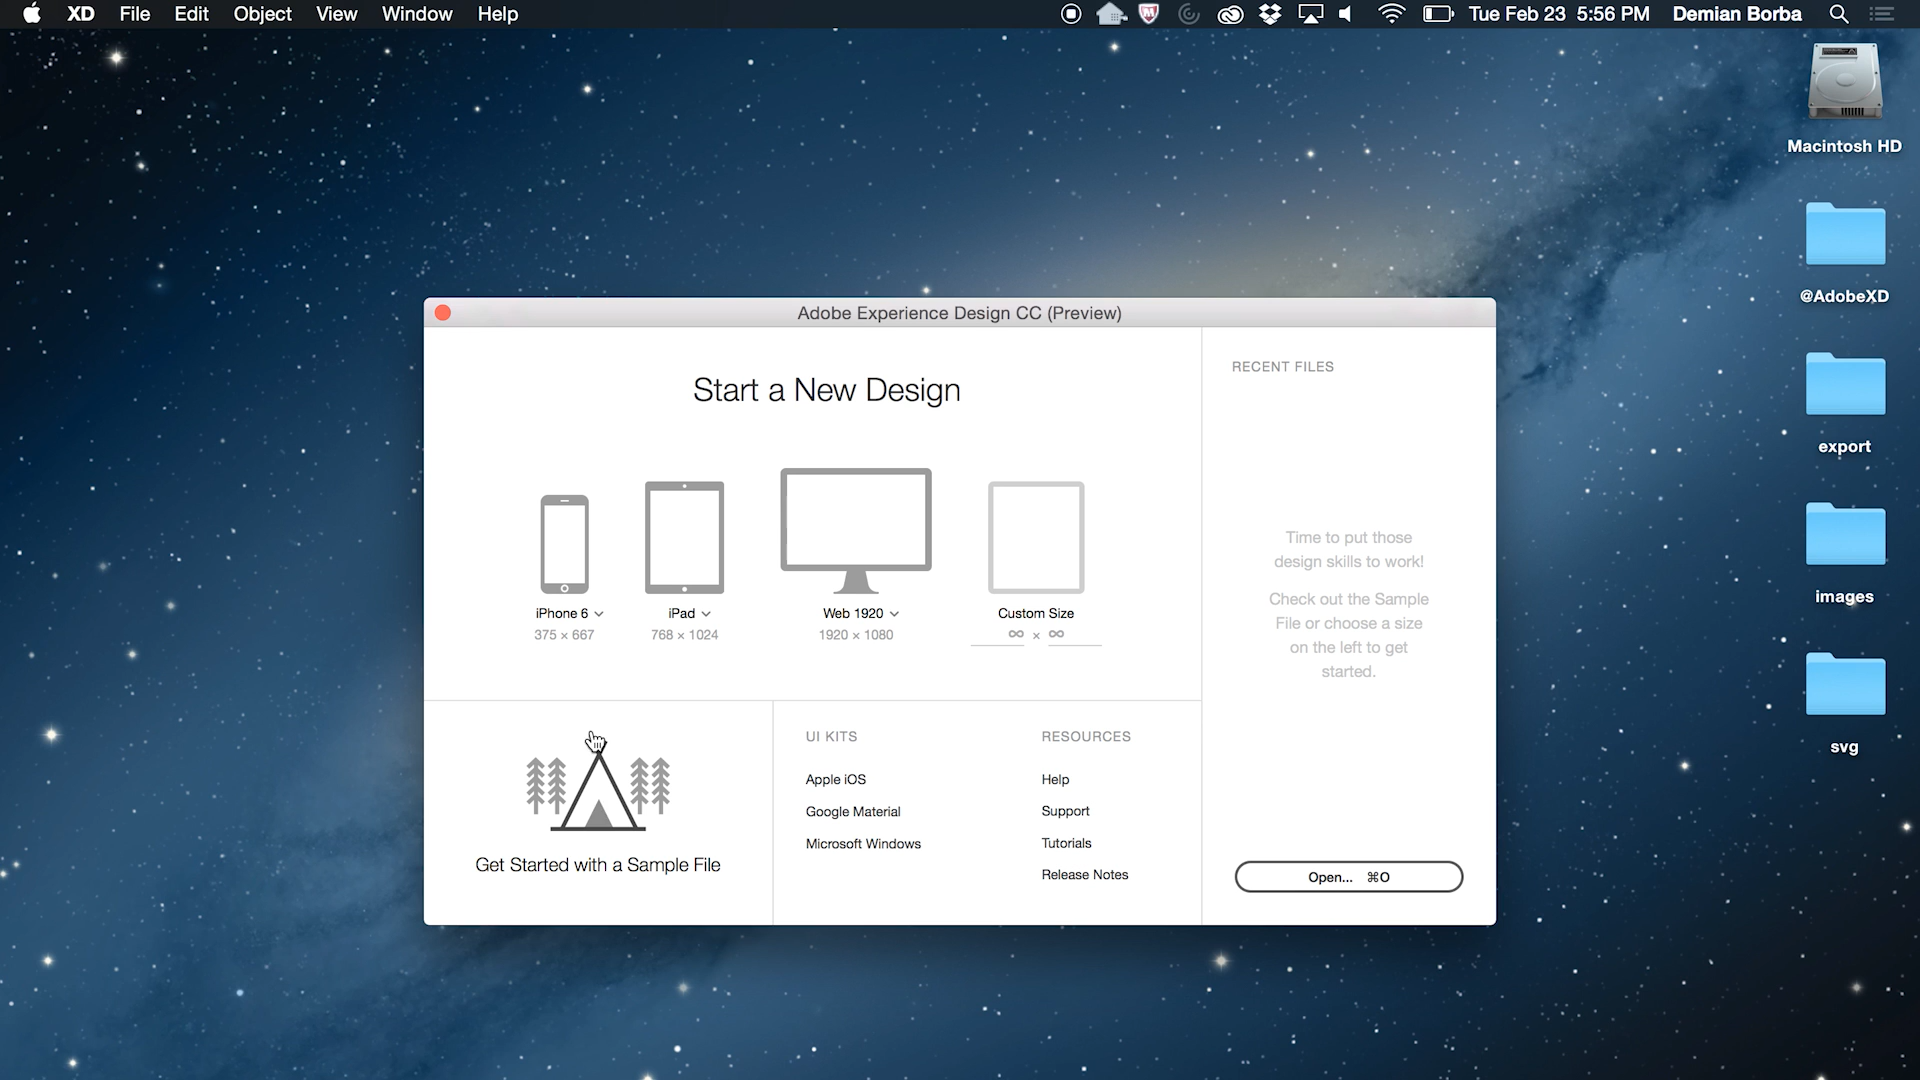 XD File Edit Object View Window Help
Tue Feb 23 5:56 PM Demian Borba
Macintosh HD
@AdobeXD
export
images
svg
Adobe Experience Design CC (Preview)
Start a New Design
iPhone 6
375 × 667
iPad
768 × 1024
Web 1920
1920 × 1080
Custom Size
∞ × ∞
Get Started with a Sample File
UI KITS
Apple iOS
Google Material
Microsoft Windows
RESOURCES
Help
Support
Tutorials
Release Notes
RECENT FILES
Time to put those
design skills to work!
Check out the Sample
File or choose a size
on the left to get
started.
Open... ⌘O